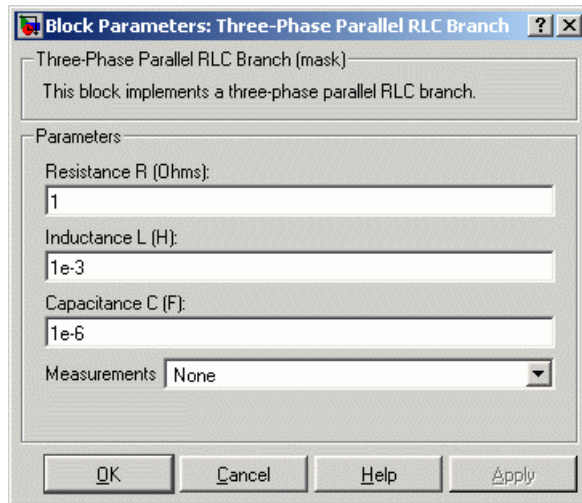 Block Parameters: Three-Phase Parallel RLC Branch
Three-Phase Parallel RLC Branch (mask)
This block implements a three-phase parallel RLC branch.
Parameters
Resistance R (Ohms):
1
Inductance L (H):
1e-3
Capacitance C (F):
1e-6
Measurements None
OK Cancel Help Apply